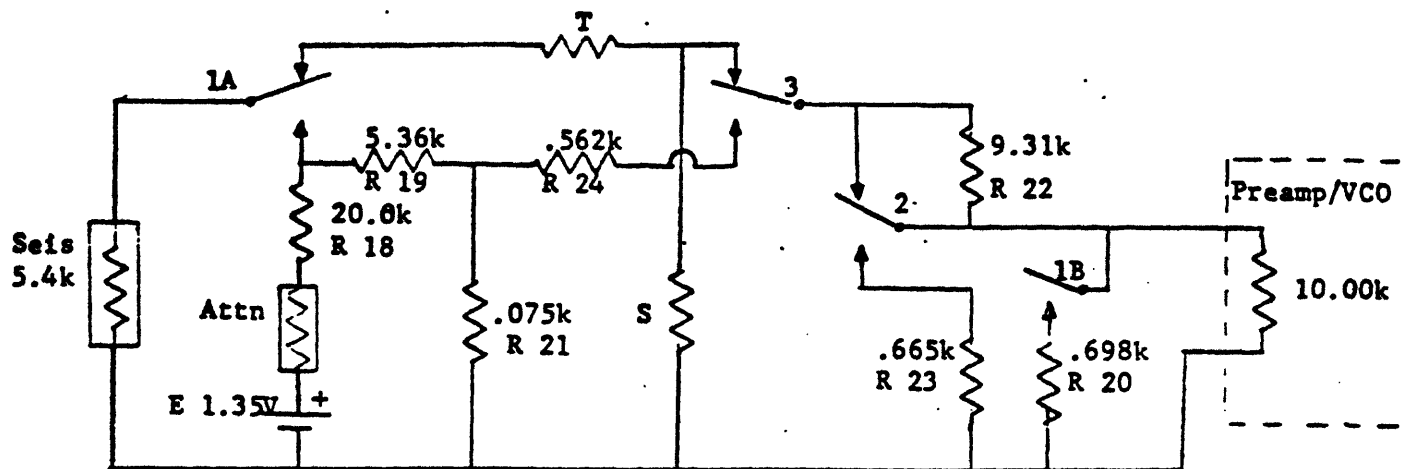 T
1A
3
5.36k
R 19
.562k
R 24
9.31k
R 22
Preamp/VCO
20.0k
R 18
2
Seis
5.4k
1B
10.00k
Attn
.075k
R 21
S
.665k
R 23
.698k
R 20
E 1.35V +